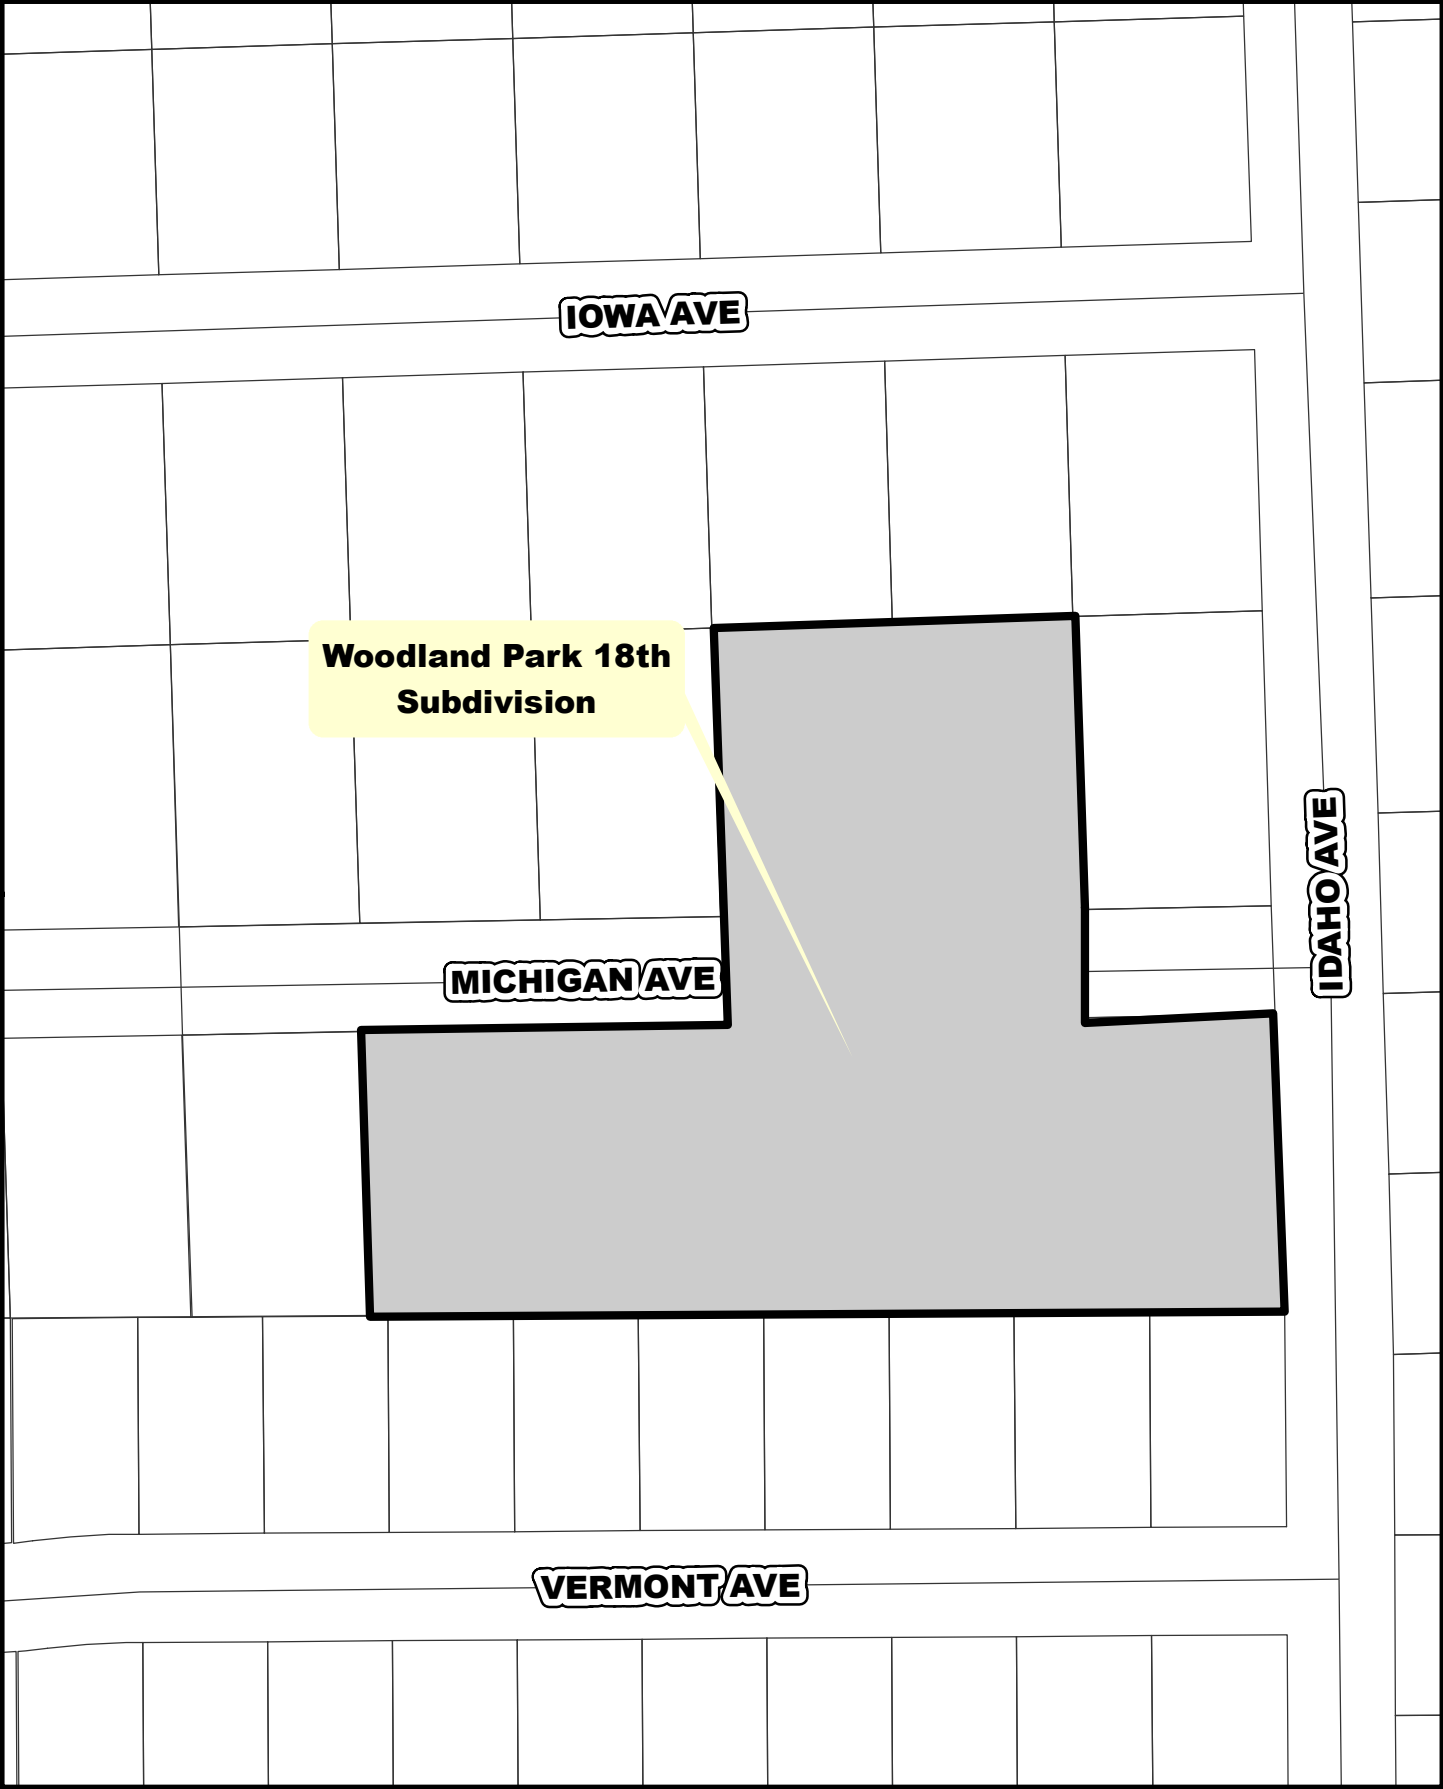 IOWA AVE
Woodland Park 18th
Subdivision
IDAHO AVE
MICHIGAN AVE
VERMONT AVE